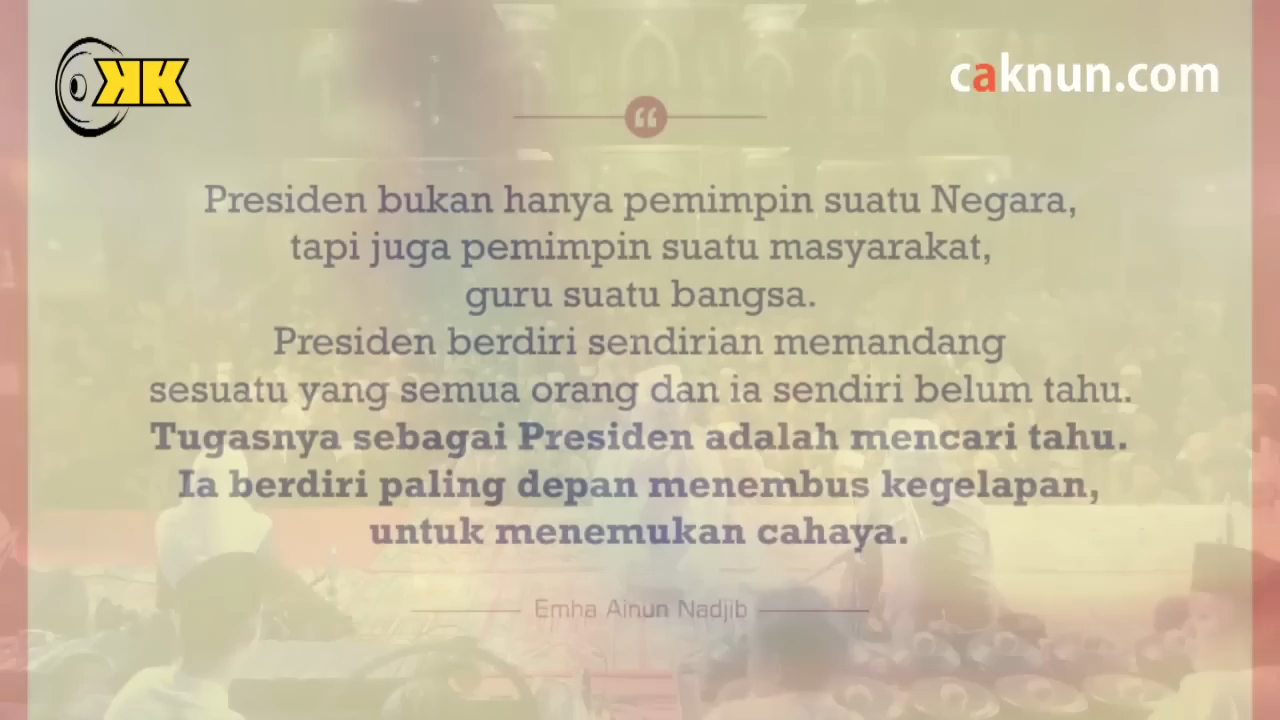 KK
caknun.com
“
Presiden bukan hanya pemimpin suatu Negara,
tapi juga pemimpin suatu masyarakat,
guru suatu bangsa.
Presiden berdiri sendirian memandang
sesuatu yang semua orang dan ia sendiri belum tahu.
Tugasnya sebagai Presiden adalah mencari tahu.
Ia berdiri paling depan menembus kegelapan,
untuk menemukan cahaya.
Emha Ainun Nadjib